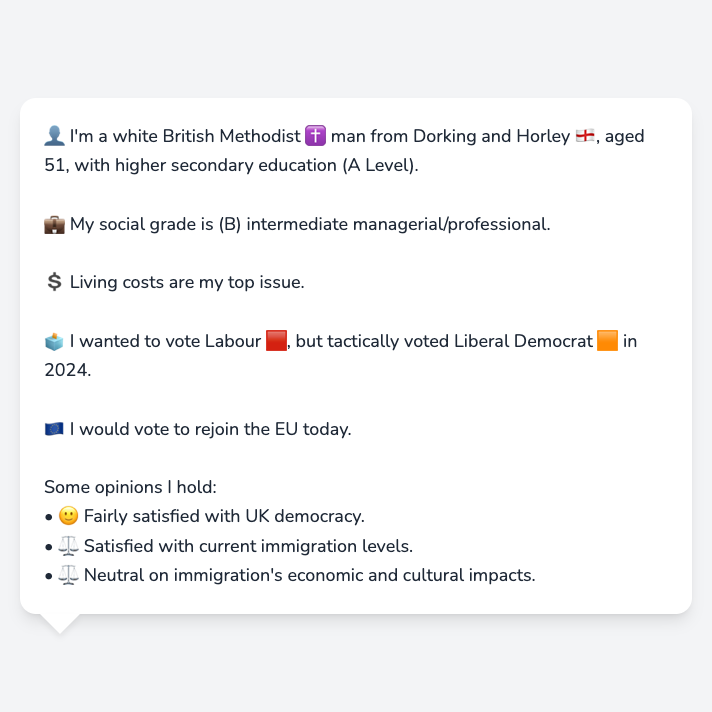 👤 I'm a white British Methodist ✝️ man from Dorking and Horley 🏴󠁧󠁢󠁥󠁮󠁧󠁿, aged
51, with higher secondary education (A Level).
💼 My social grade is (B) intermediate managerial/professional.
💲 Living costs are my top issue.
🗳️ I wanted to vote Labour 🟥, but tactically voted Liberal Democrat 🟧 in
2024.
🇪🇺 I would vote to rejoin the EU today.
Some opinions I hold:
• 🙂 Fairly satisfied with UK democracy.
• ⚖️ Satisfied with current immigration levels.
• ⚖️ Neutral on immigration's economic and cultural impacts.